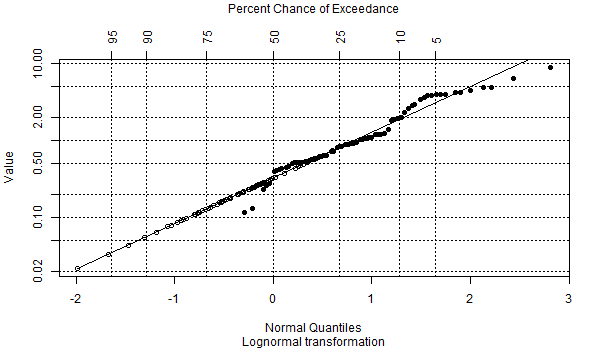 Percent Chance of Exceedance
95 90 75 50 25 10 5
Value
10.00
2.00
0.50
0.10
0.02
-2 -1 0 1 2 3
Normal Quantiles
Lognormal transformation